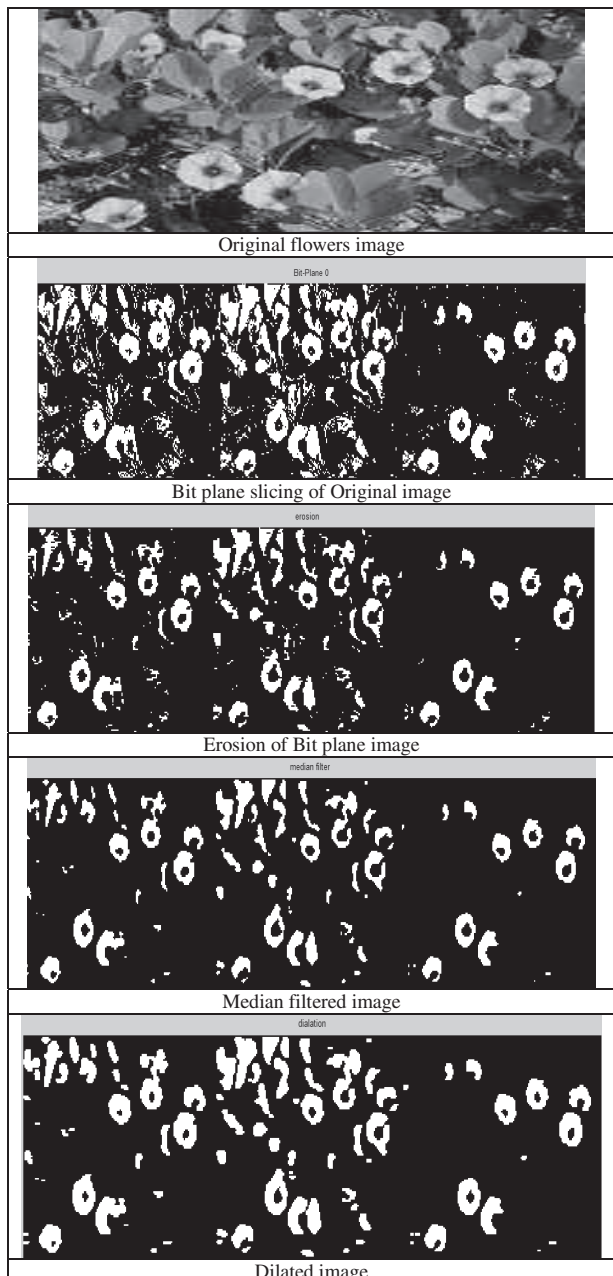 Original flowers image
Bit-Plane 0
Bit plane slicing of Original image
erosion
Erosion of Bit plane image
median filter
Median filtered image
dialation
Dilated image